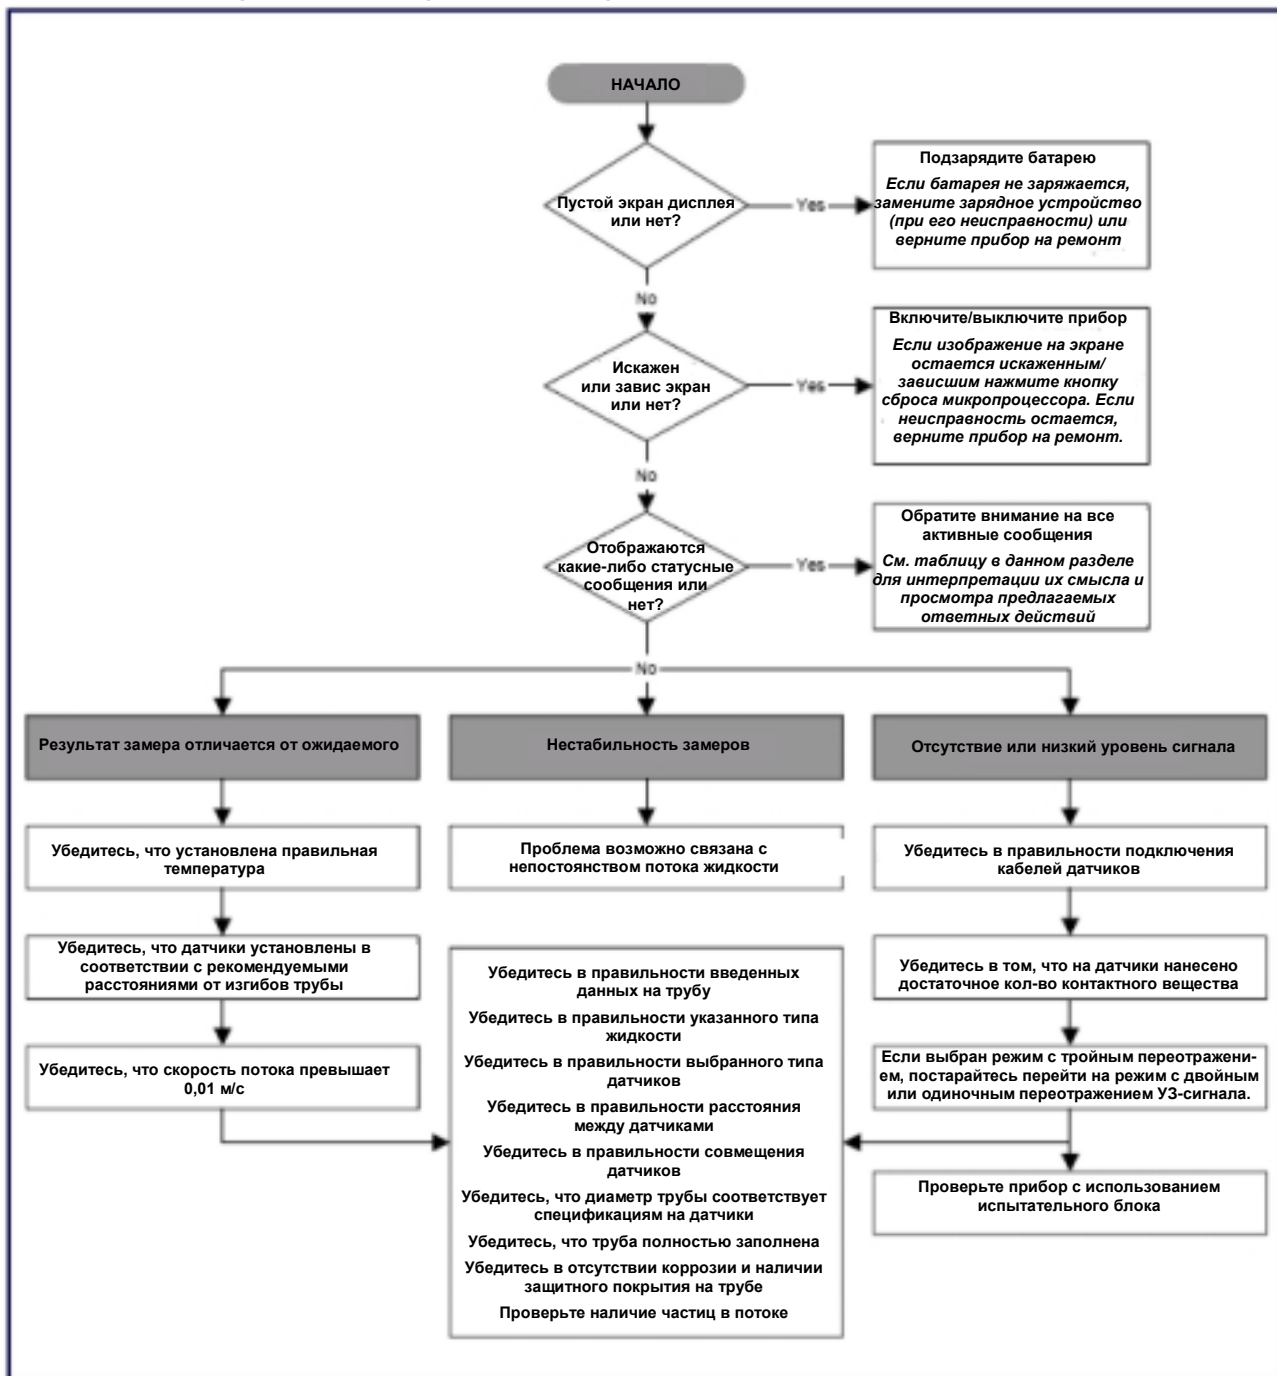 НАЧАЛО
Пустой экран дисплея
или нет?
Yes
Подзарядите батарею
Если батарея не заряжается,
замените зарядное устройство
(при его неисправности) или
верните прибор на ремонт
No
Искажен
или завис экран
или нет?
Yes
Включите/выключите прибор
Если изображение на экране
остается искаженным/
зависшим нажмите кнопку
сброса микропроцессора. Если
неисправность остается,
верните прибор на ремонт.
No
Отображаются
какие-либо статусные
сообщения или
нет?
Yes
Обратите внимание на все
активные сообщения
См. таблицу в данном разделе
для интерпретации их смысла и
просмотра предлагаемых
ответных действий
No
Результат замера отличается от ожидаемого
Убедитесь, что установлена правильная
температура
Убедитесь, что датчики установлены в
соответствии с рекомендуемыми
расстояниями от изгибов трубы
Убедитесь, что скорость потока превышает
0,01 м/с
Нестабильность замеров
Проблема возможно связана с
непостоянством потока жидкости
Убедитесь в правильности введенных
данных на трубу
Убедитесь в правильности указанного типа
жидкости
Убедитесь в правильности выбранного типа
датчиков
Убедитесь в правильности расстояния
между датчиками
Убедитесь в правильности совмещения
датчиков
Убедитесь, что диаметр трубы соответствует
спецификациям на датчики
Убедитесь, что труба полностью заполнена
Убедитесь в отсутствии коррозии и наличии
защитного покрытия на трубе
Проверьте наличие частиц в потоке
Отсутствие или низкий уровень сигнала
Убедитесь в правильности подключения
кабелей датчиков
Убедитесь в том, что на датчики нанесено
достаточное кол-во контактного вещества
Если выбран режим с тройным переотражени-
ем, постарайтесь перейти на режим с двойным
или одиночным переотражением УЗ-сигнала.
Проверьте прибор с использованием
испытательного блока